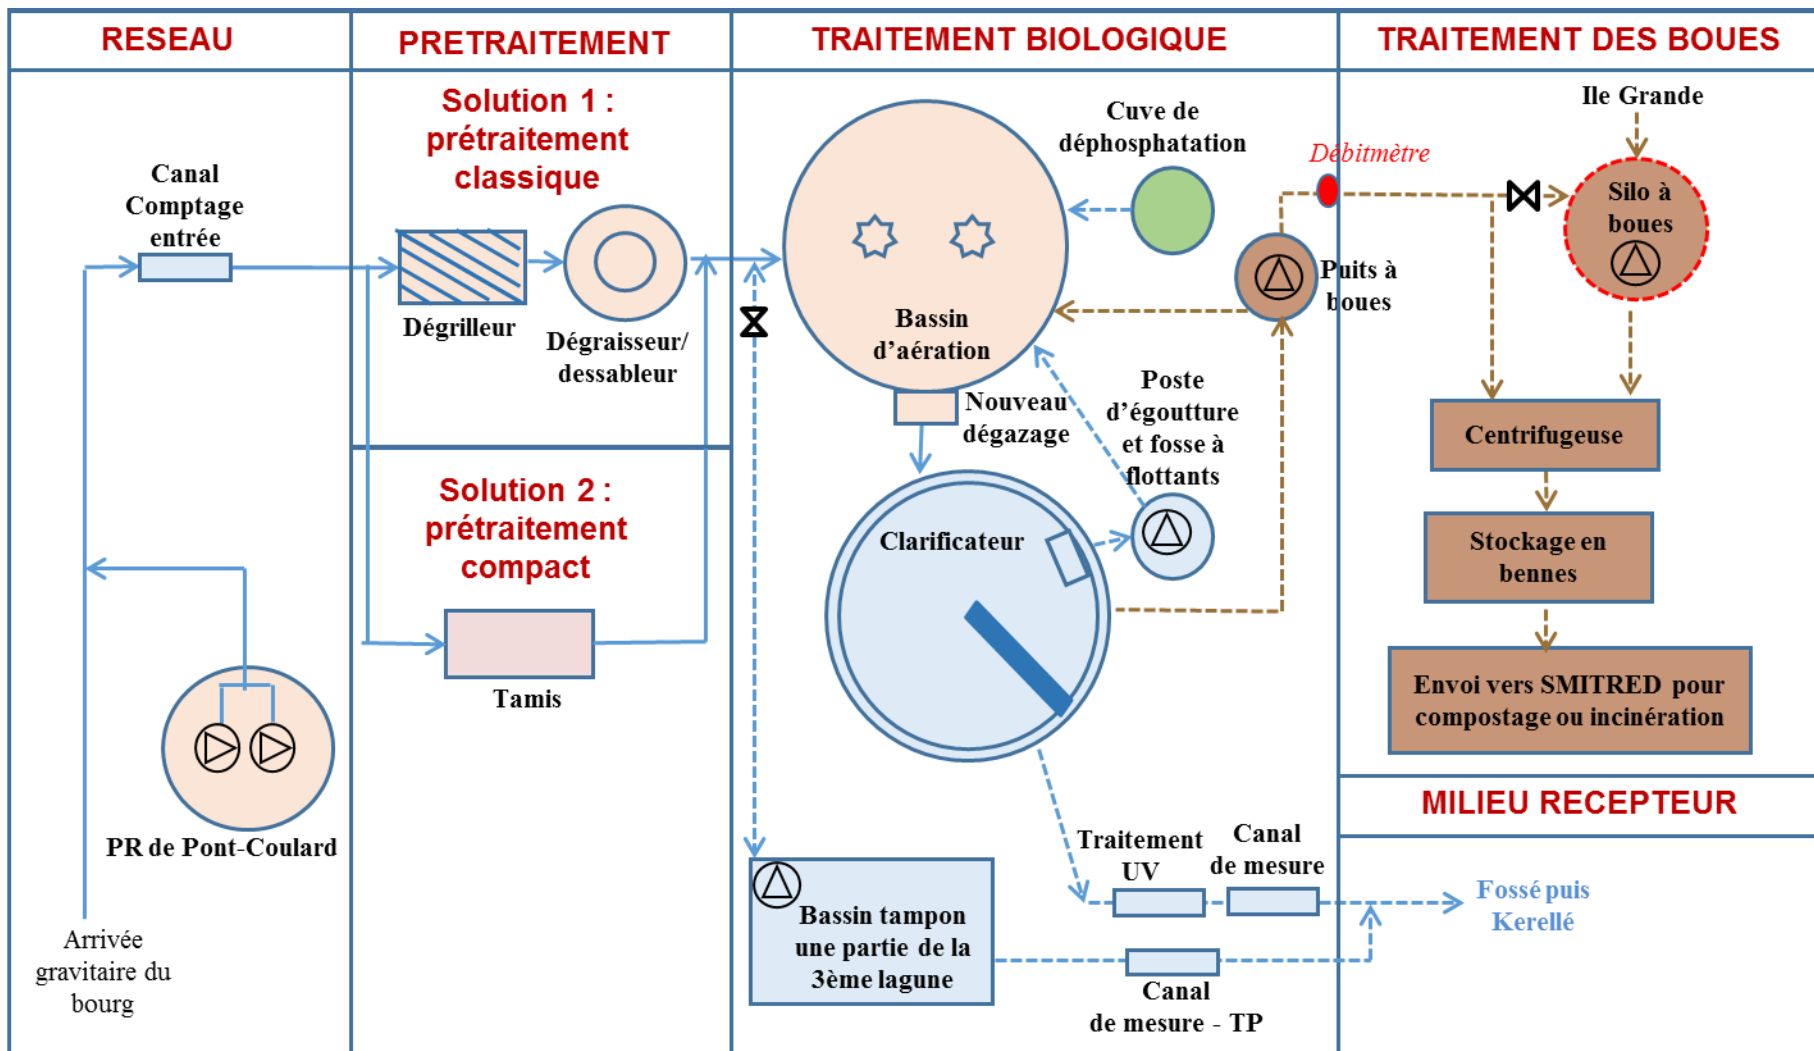 RESEAU
PRETRAITEMENT
TRAITEMENT BIOLOGIQUE
TRAITEMENT DES BOUES
Canal
Comptage
entrée
PR de Pont-Coulard
Arrivée
gravitaire du
bourg
Solution 1 :
prétraitement
classique
Dégrilleur
Dégraisseur/
dessableur
Solution 2 :
prétraitement
compact
Tamis
Cuve de
déphosphatation
Bassin
d’aération
Nouveau
dégazage
Puits à
boues
Poste
d’égoutture
et fosse à
flottants
Clarificateur
Traitement
UV
Canal
de mesure
Bassin tampon
une partie de la
3ème lagune
Canal
de mesure - TP
Débitmètre
Ile Grande
Silo à
boues
Centrifugeuse
Stockage en
bennes
Envoi vers SMITRED pour
compostage ou incinération
MILIEU RECEPTEUR
Fossé puis
Kerellé